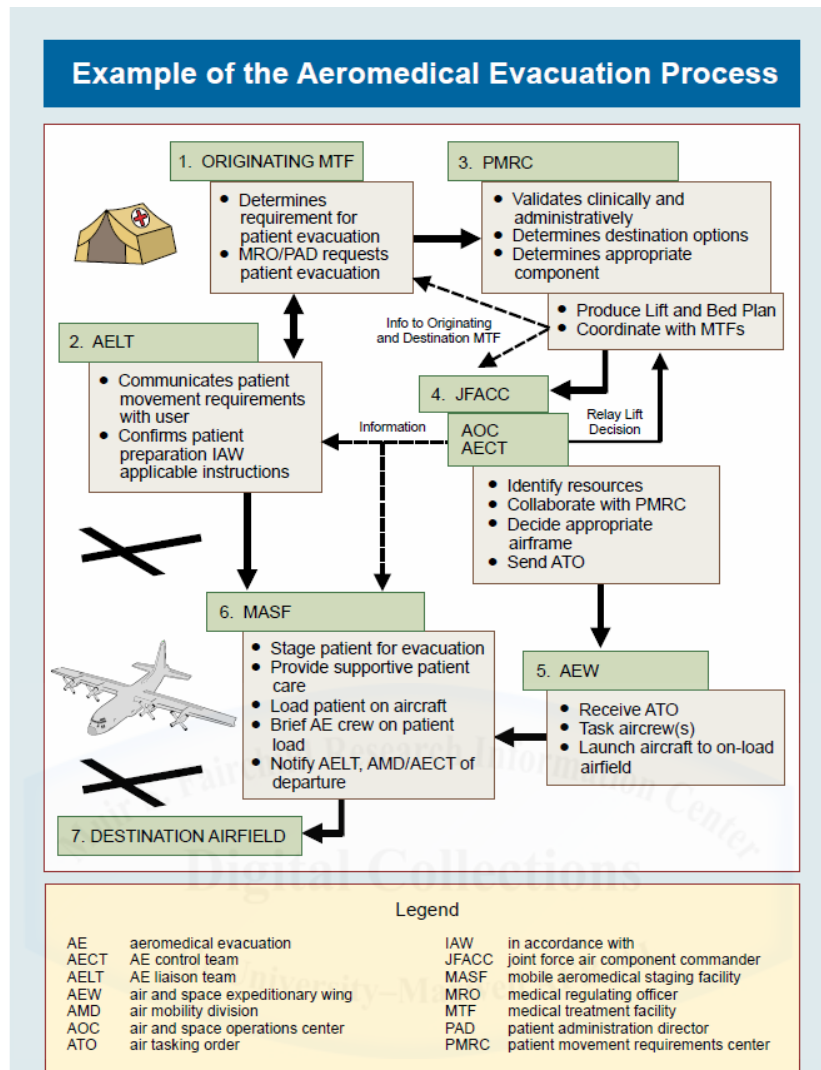 Example of the Aeromedical Evacuation Process
1. ORIGINATING MTF
• Determines
requirement for
patient evacuation
• MRO/PAD requests
patient evacuation
3. PMRC
• Validates clinically and
administratively
• Determines destination options
• Determines appropriate
component
• Produce Lift and Bed Plan
• Coordinate with MTFs
Info to Originating
and Destination MTF
2. AELT
• Communicates patient
movement requirements
with user
• Confirms patient
preparation IAW
applicable instructions
4. JFACC
AOC
AECT
Information
Relay Lift
Decision
• Identify resources
• Collaborate with PMRC
• Decide appropriate
airframe
• Send ATO
6. MASF
• Stage patient for evacuation
• Provide supportive patient
care
• Load patient on aircraft
• Brief AE crew on patient
load
• Notify AELT, AMD/AECT of
departure
5. AEW
• Receive ATO
• Task aircrew(s)
• Launch aircraft to on-load
airfield
7. DESTINATION AIRFIELD
Muir S. Fairchild Research Information Center
Digital Collections
Legend
AE aeromedical evacuation
AECT AE control team
AELT AE liaison team
AEW air and space expeditionary wing
AMD air mobility division
AOC air and space operations center
ATO air tasking order
IAW in accordance with
JFACC joint force air component commander
MASF mobile aeromedical staging facility
MRO medical regulating officer
MTF medical treatment facility
PAD patient administration director
PMRC patient movement requirements center